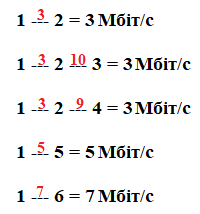 1 --3-- 2 = 3 Мбіт/с
1 --3-- 2 --10-- 3 = 3 Мбіт/с
1 --3-- 2 --9-- 4 = 3 Мбіт/с
1 --5-- 5 = 5 Мбіт/с
1 --7-- 6 = 7 Мбіт/с